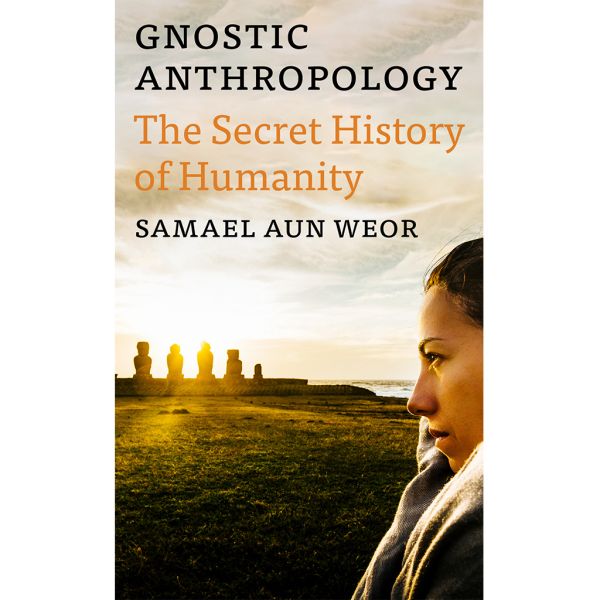 GNOSTIC
ANTHROPOLOGY
The Secret History
of Humanity
SAMAEL AUN WEOR